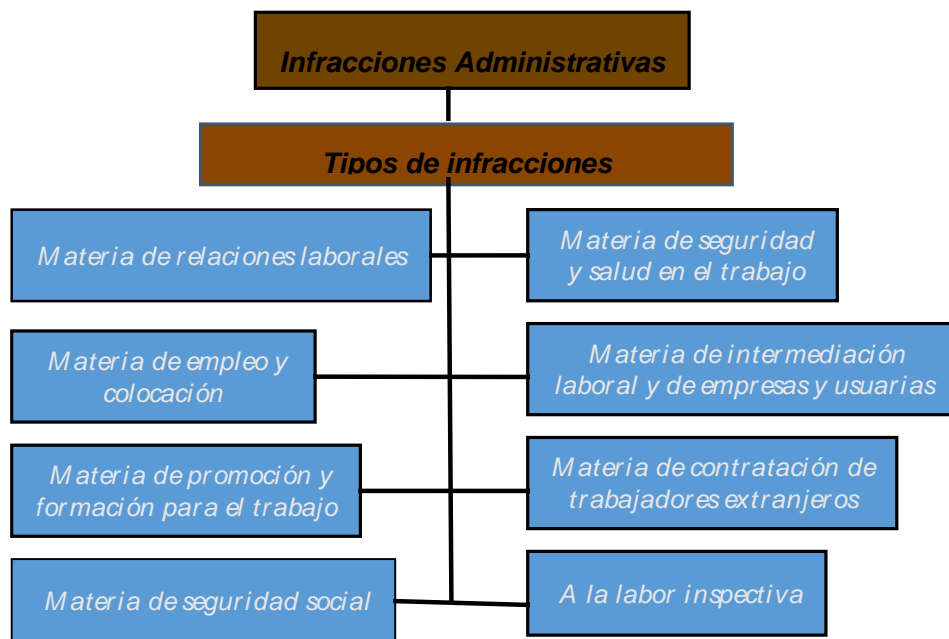 Infracciones Administrativas
Tipos de infracciones
Materia de relaciones laborales
Materia de seguridad
y salud en el trabajo
Materia de empleo y
colocación
Materia de intermediación
laboral y de empresas y usuarias
Materia de promoción y
formación para el trabajo
Materia de contratación de
trabajadores extranjeros
Materia de seguridad social
A la labor inspectiva